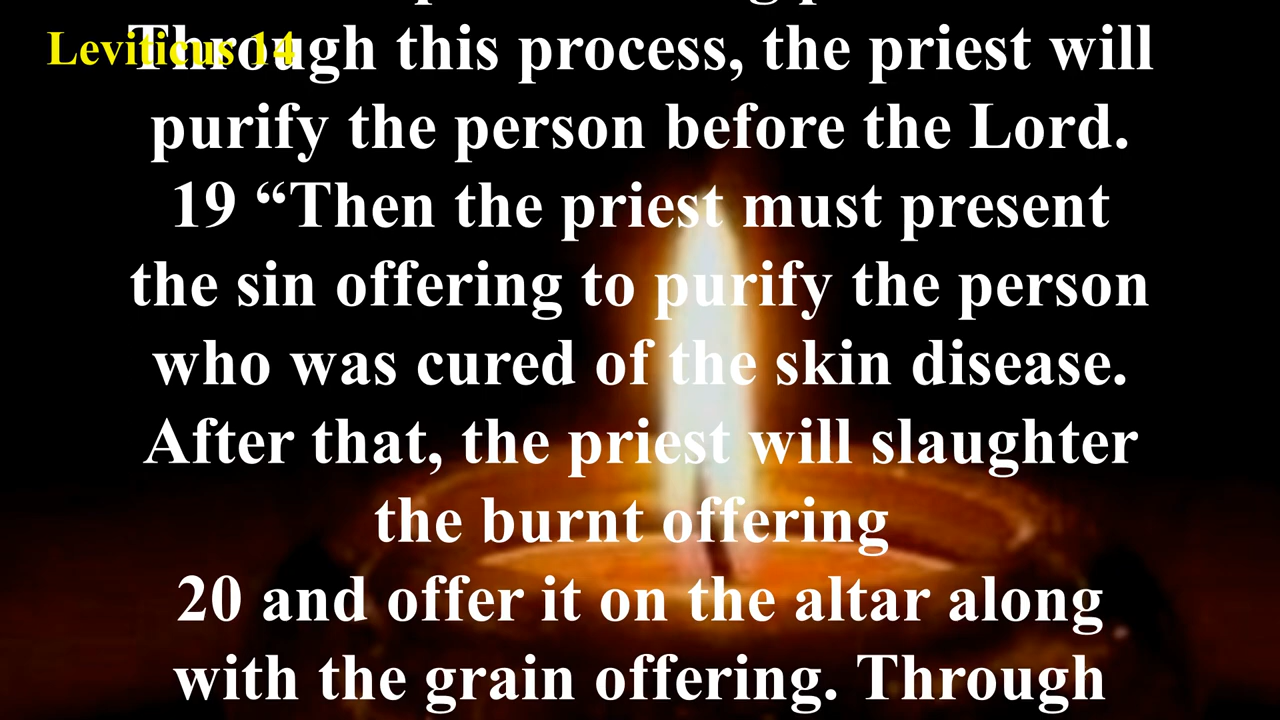 Leviticus 14
Through this process, the priest will
purify the person before the Lord.
19 “Then the priest must present
the sin offering to purify the person
who was cured of the skin disease.
After that, the priest will slaughter
the burnt offering
20 and offer it on the altar along
with the grain offering. Through